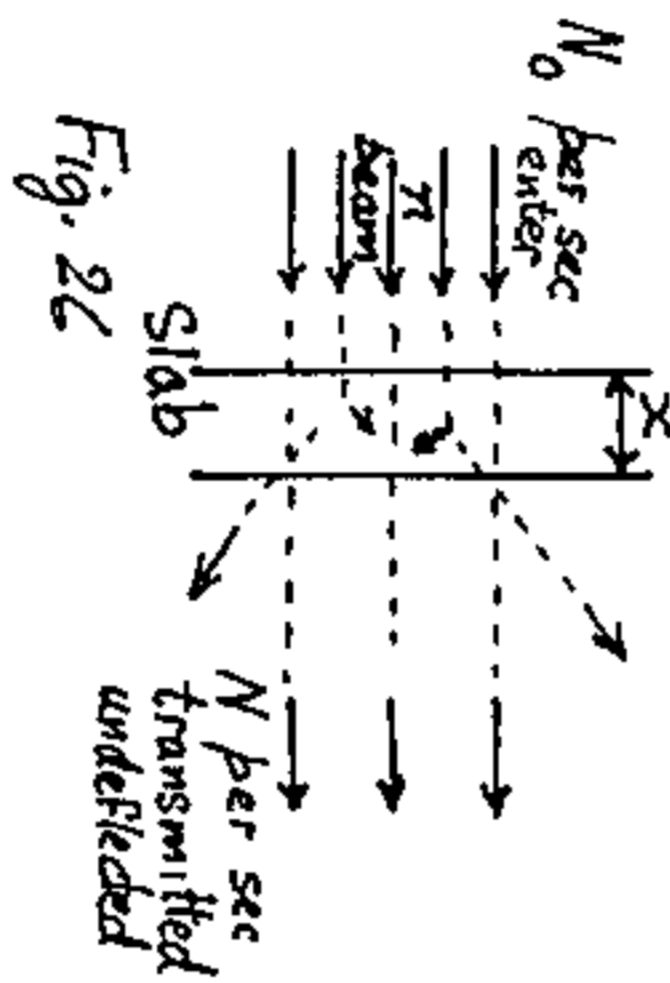 N₀ per sec
enter
n
beam
x
Slab
N per sec
transmitted
undeflected
Fig. 26